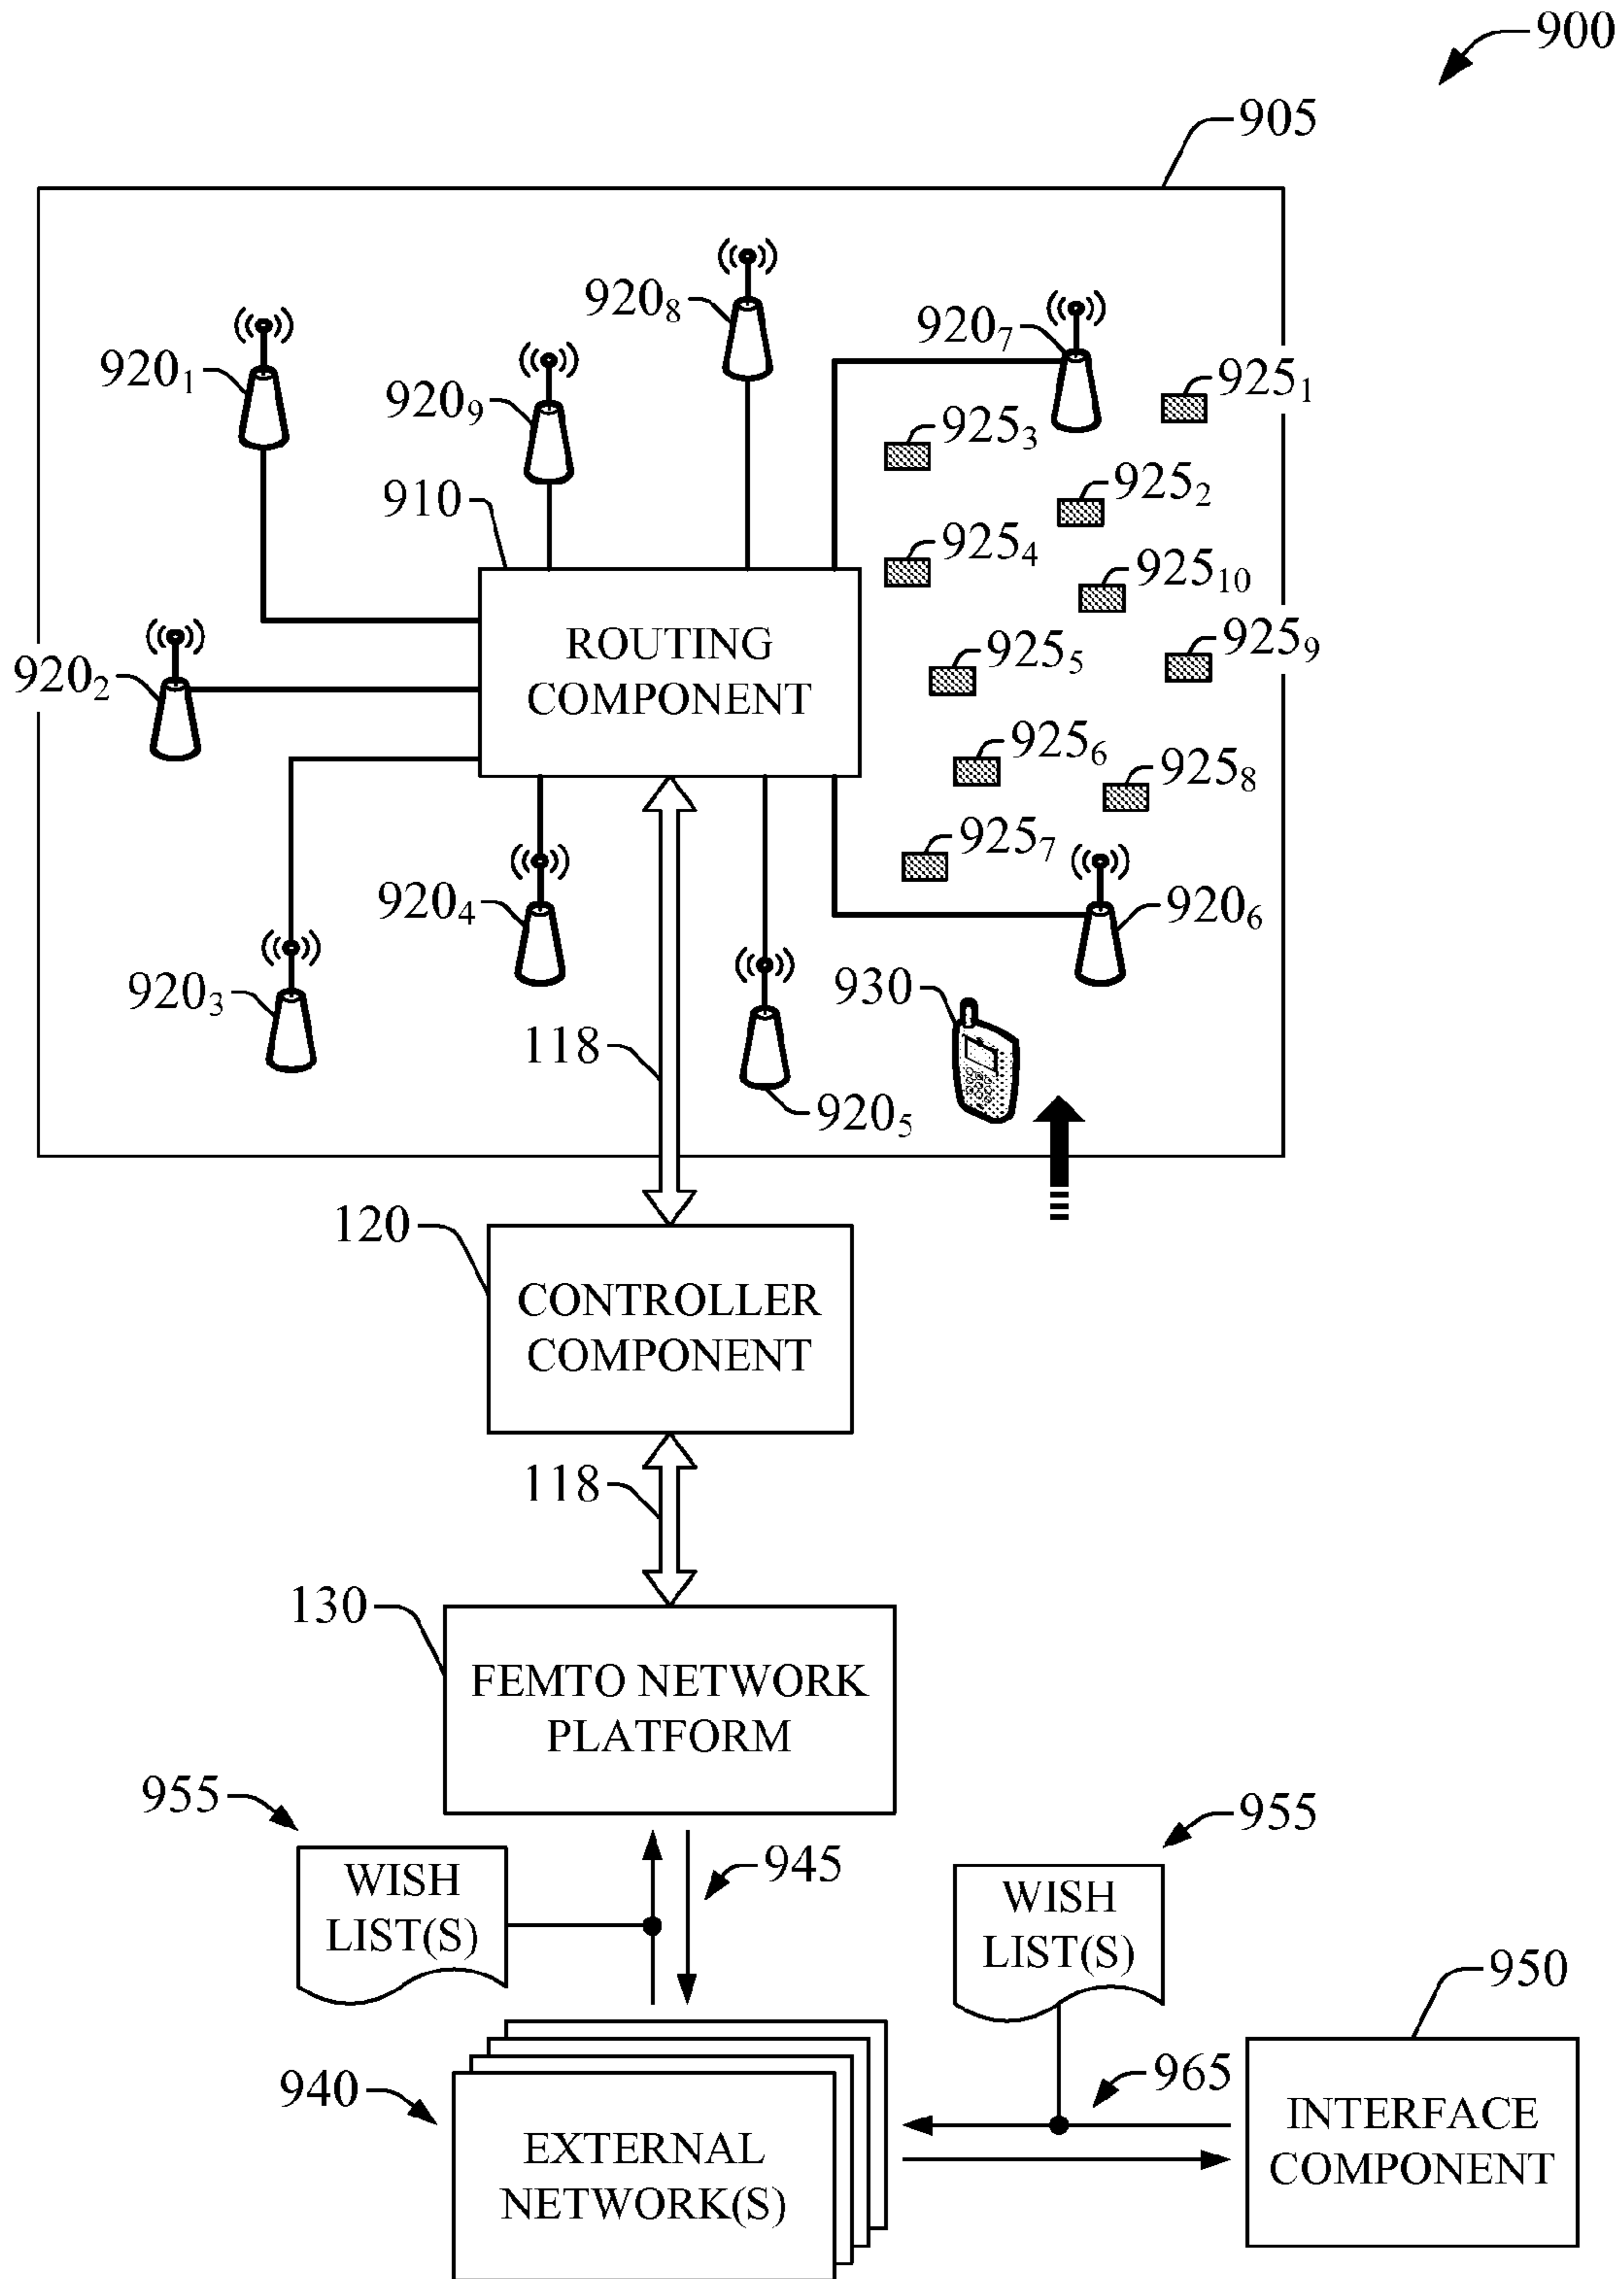 900
905
920₈
920₇
920₁
920₉
925₁
925₃
910
925₂
925₄
925₁₀
ROUTING
COMPONENT
925₅
925₉
920₂
925₆
925₈
925₇
920₄
920₆
920₃
930
118
920₅
120
CONTROLLER
COMPONENT
118
130
FEMTO NETWORK
PLATFORM
955
955
WISH
LIST(S)
945
WISH
LIST(S)
950
965
940
EXTERNAL
NETWORK(S)
INTERFACE
COMPONENT